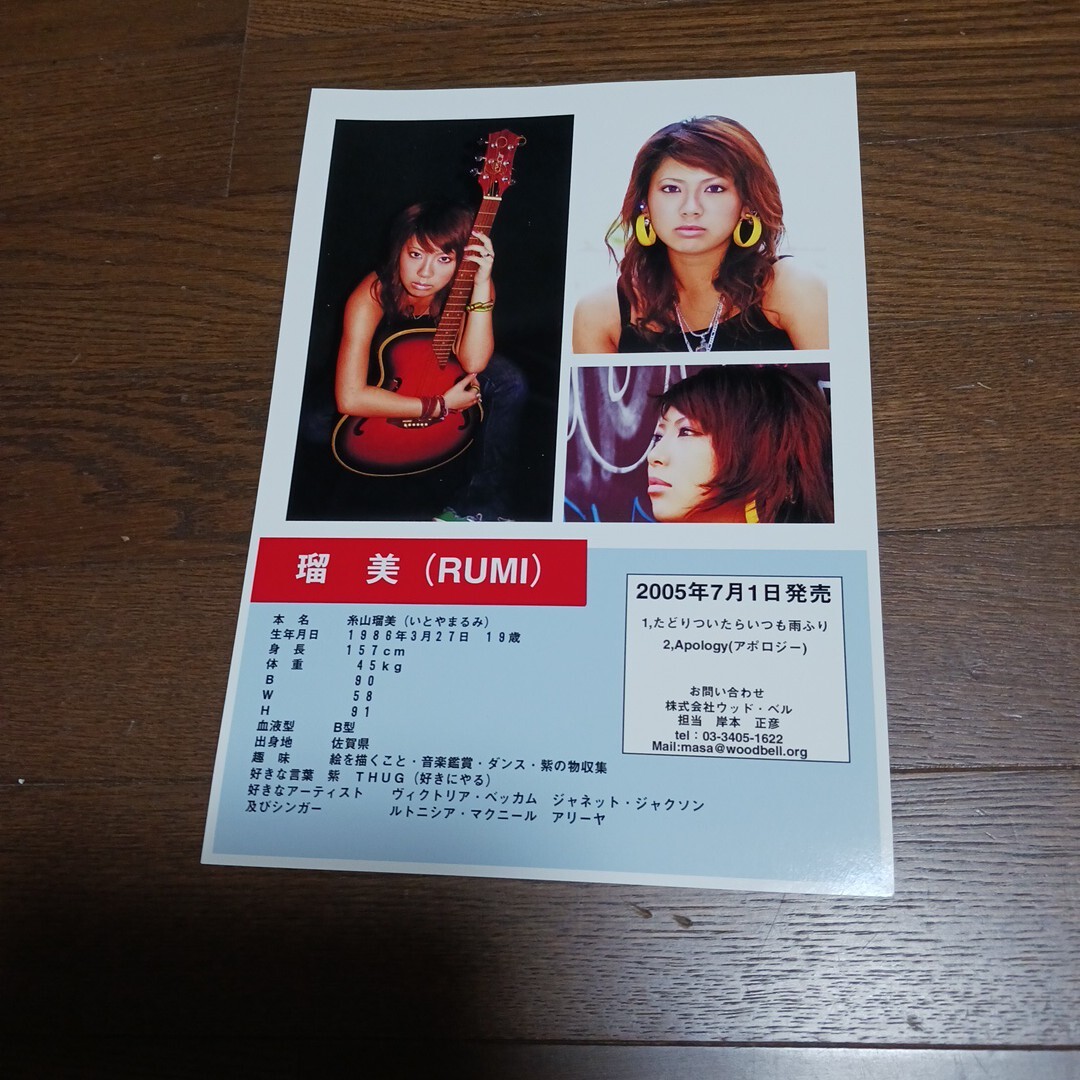 瑠 美（RUMI）
本 名 糸山瑠美（いとやまるみ）
生年月日 １９８６年３月２７日 １９歳
身 長 １５７ｃｍ
体 重 ４５ｋｇ
Ｂ ９０
Ｗ ５８
Ｈ ９１
血液型 Ｂ型
出身地 佐賀県
趣 味 絵を描くこと・音楽鑑賞・ダンス・紫の物収集
好きな言葉 紫 ＴＨＵＧ（好きにやる）
好きなアーティスト ヴィクトリア・ベッカム ジャネット・ジャクソン
及びシンガー ルトニシア・マクニール アリーヤ
2005年7月1日発売
1,たどりついたらいつも雨ふり
2,Apology(アポロジー)
お問い合わせ
株式会社ウッド・ベル
担当 岸本 正彦
tel：03-3405-1622
Mail:masa@woodbell.org